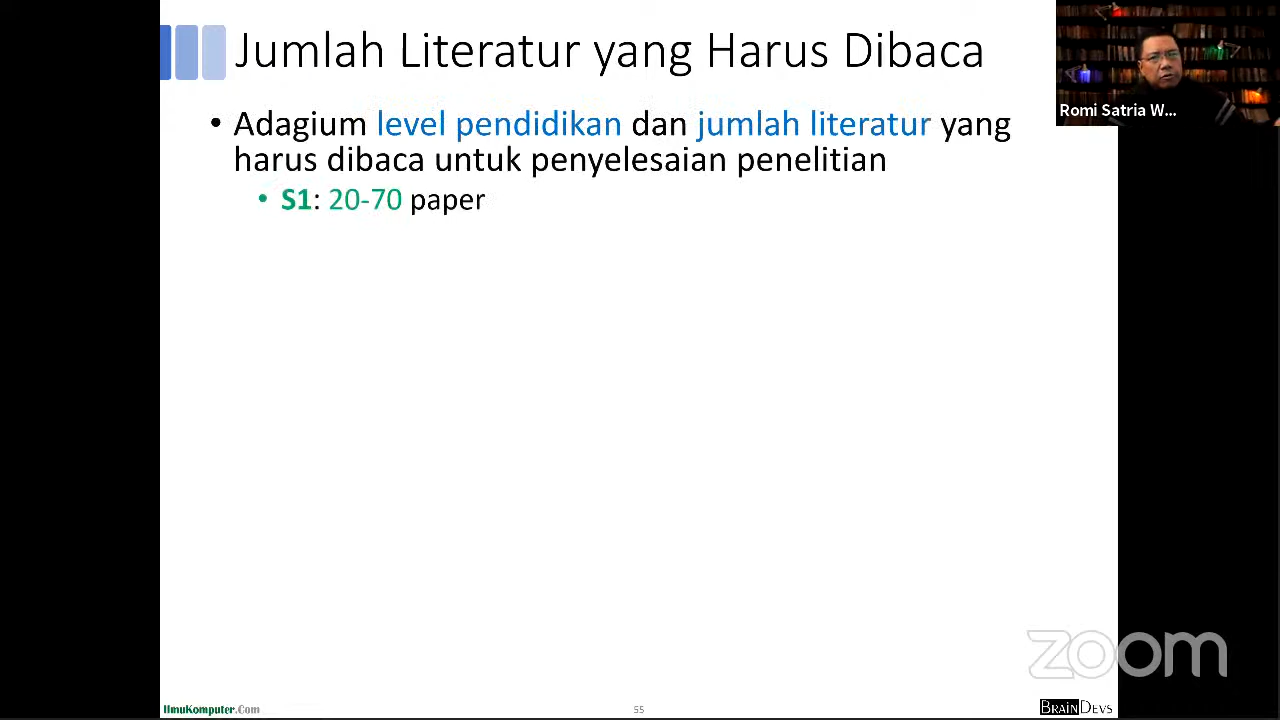 Jumlah Literatur yang Harus Dibaca
Romi Satria W...
• Adagium level pendidikan dan jumlah literatur yang
harus dibaca untuk penyelesaian penelitian
• S1: 20-70 paper
zoom
IlmuKomputer.Com
55
BRAINDEVS